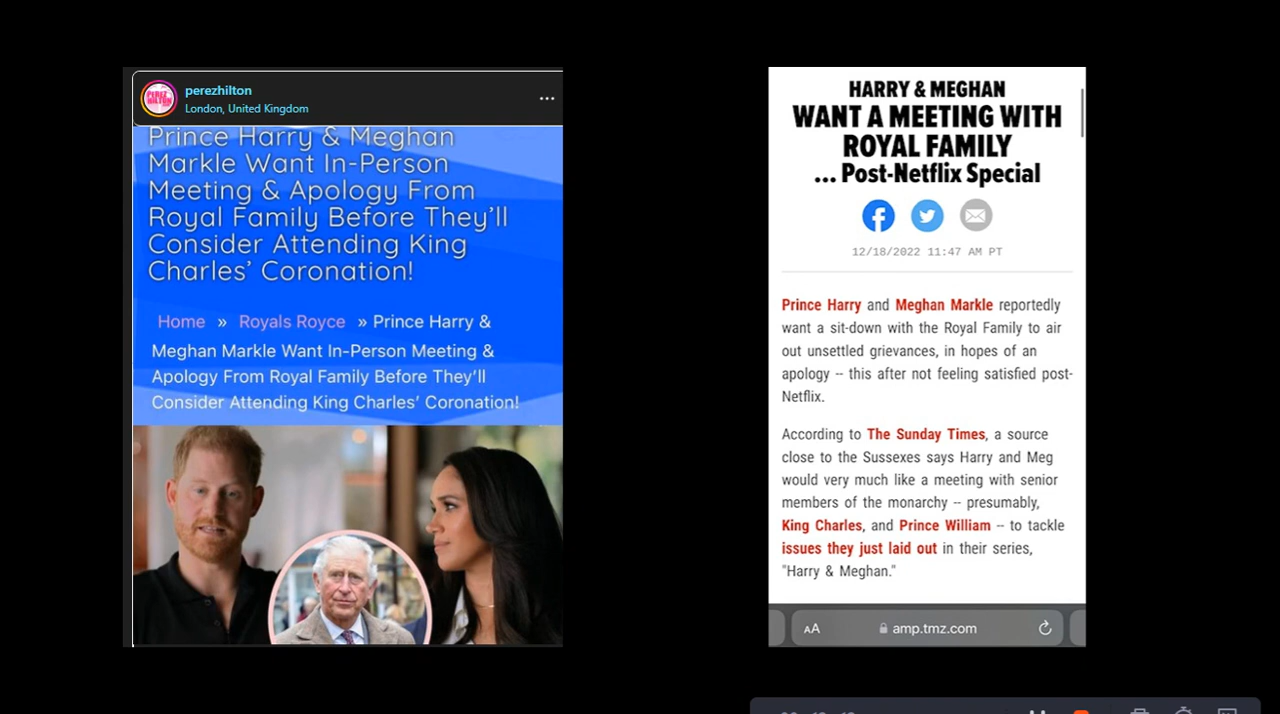 perezhilton
London, United Kingdom
Prince Harry & Meghan
Markle Want In-Person
Meeting & Apology From
Royal Family Before They'll
Consider Attending King
Charles' Coronation!
Home » Royals Royce » Prince Harry &
Meghan Markle Want In-Person Meeting &
Apology From Royal Family Before They'll
Consider Attending King Charles' Coronation!
HARRY & MEGHAN
WANT A MEETING WITH
ROYAL FAMILY
... Post-Netflix Special
12/18/2022 11:47 AM PT
Prince Harry and Meghan Markle reportedly
want a sit-down with the Royal Family to air
out unsettled grievances, in hopes of an
apology -- this after not feeling satisfied post-
Netflix.
According to The Sunday Times, a source
close to the Sussexes says Harry and Meg
would very much like a meeting with senior
members of the monarchy -- presumably,
King Charles, and Prince William -- to tackle
issues they just laid out in their series,
"Harry & Meghan."
AA amp.tmz.com